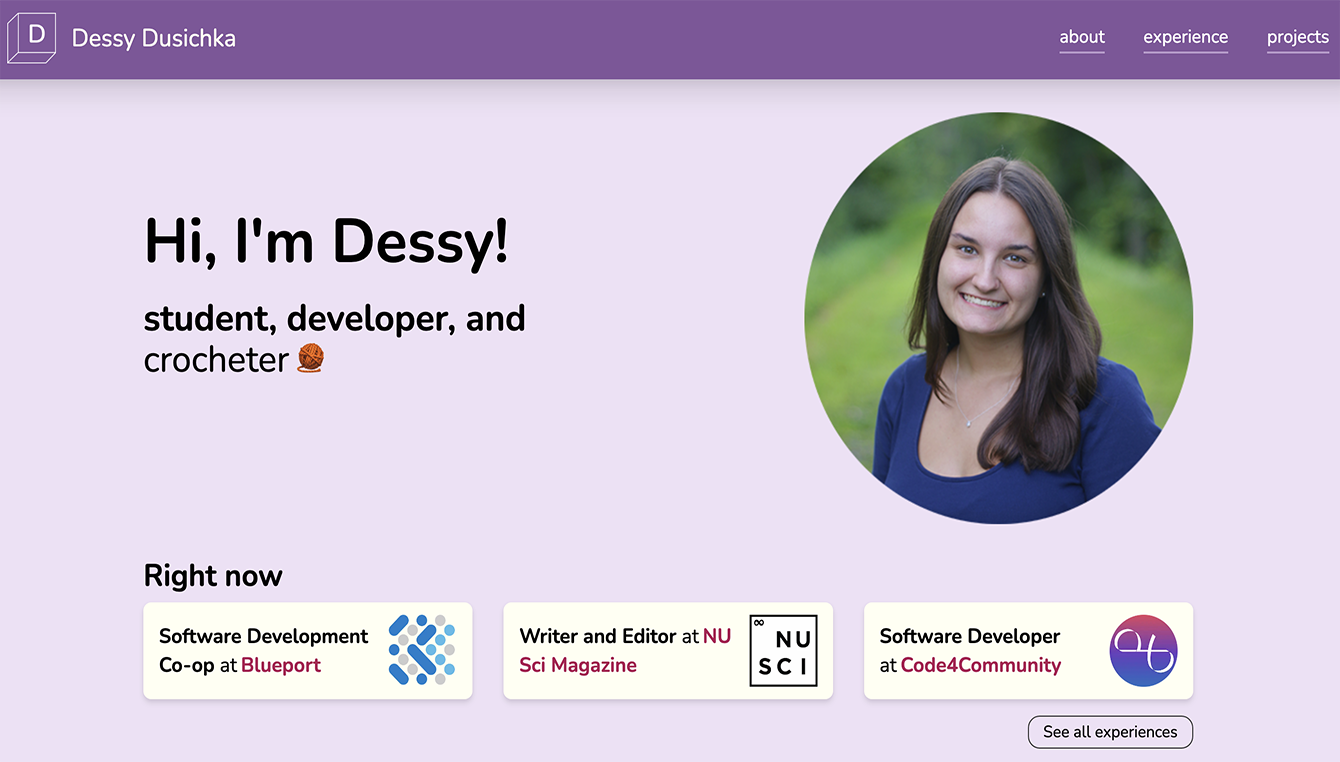 D
Dessy Dusichka
about
experience
projects
Hi, I'm Dessy!
student, developer, and
crocheter 🧶
Right now
Software Development
Co-op at Blueport
Writer and Editor at NU
Sci Magazine
∞
NU
SCI
Software Developer
at Code4Community
See all experiences